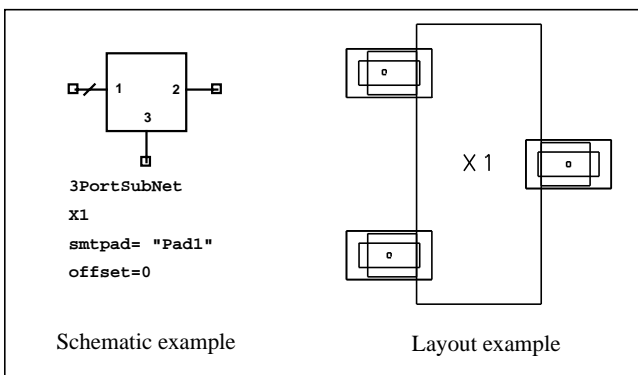 1 2
3
3PortSubNet
X1
smtpad= "Pad1"
offset=0
Schematic example
X 1
Layout example